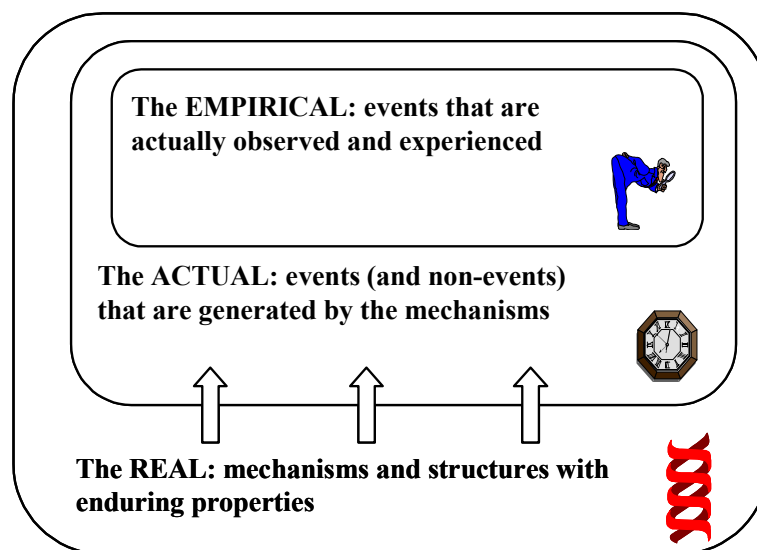 The EMPIRICAL: events that are
actually observed and experienced
The ACTUAL: events (and non-events)
that are generated by the mechanisms
The REAL: mechanisms and structures with
enduring properties